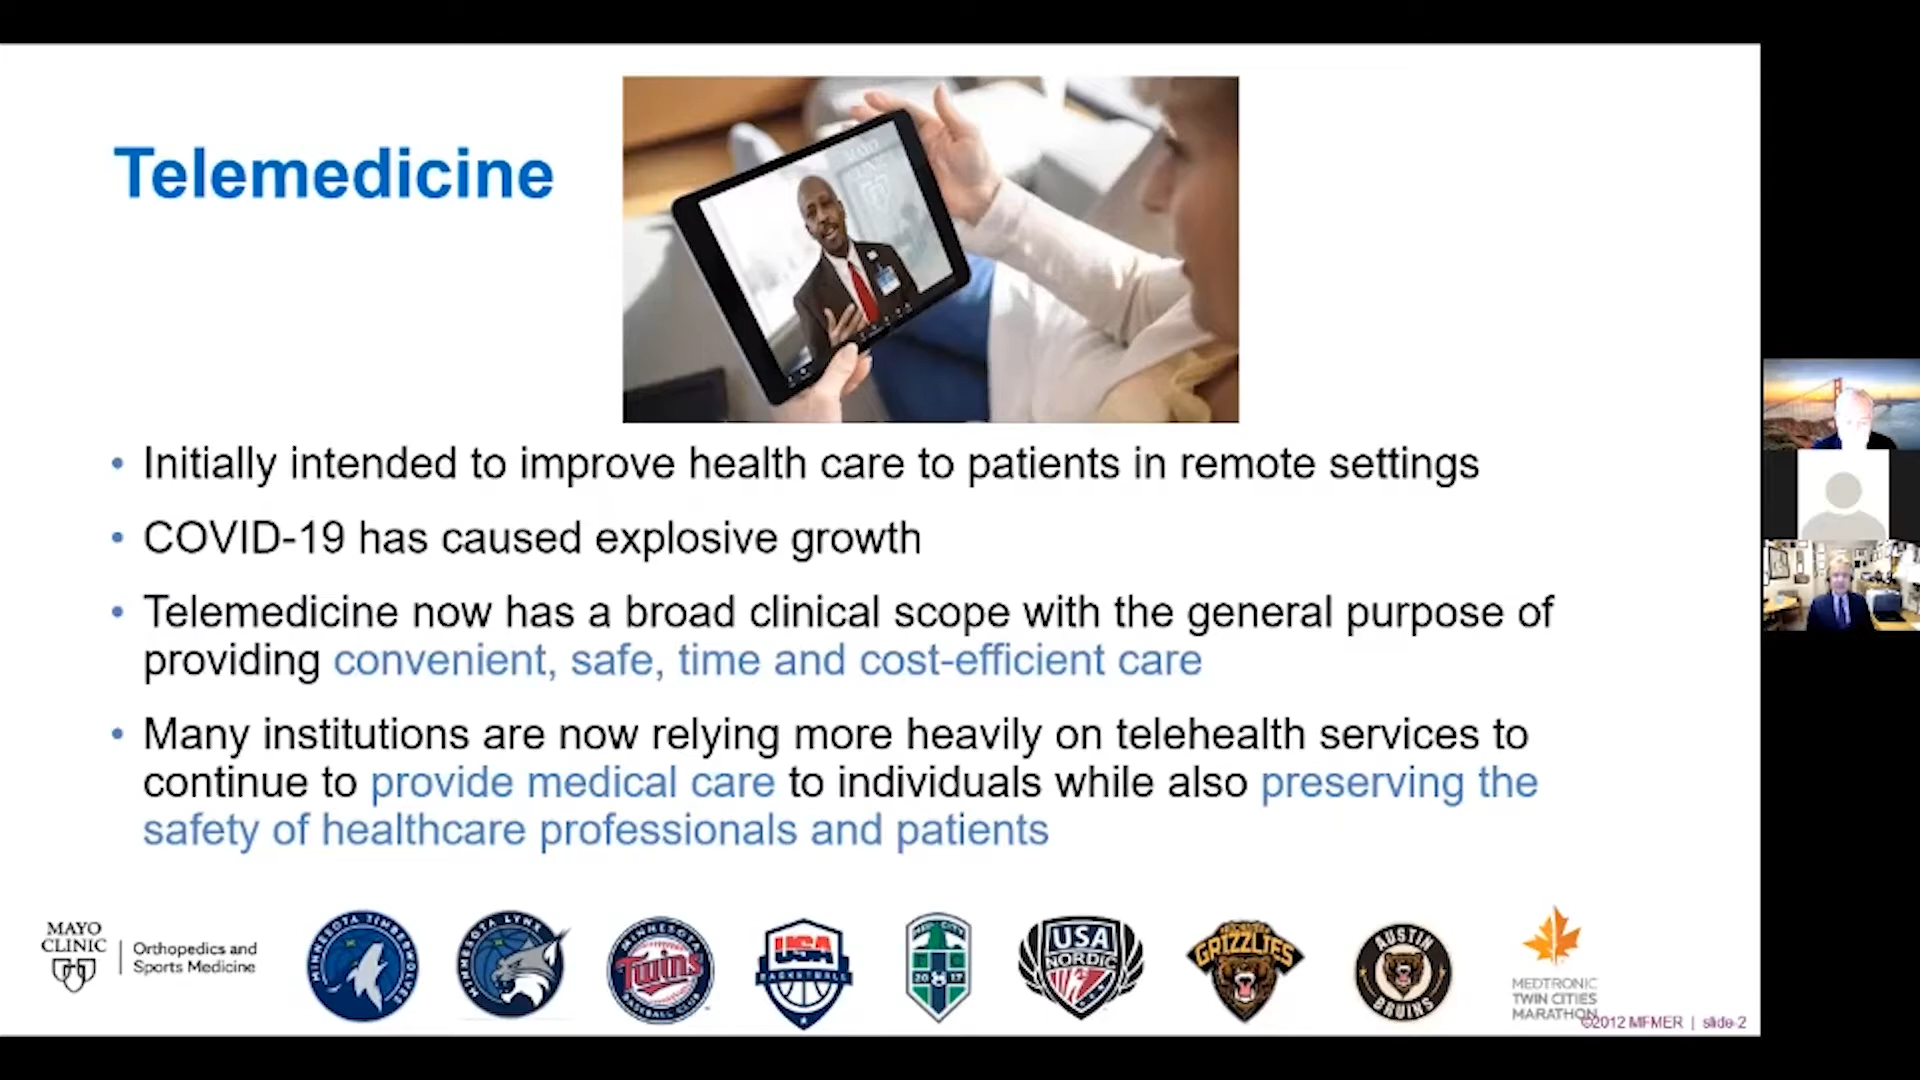 Telemedicine
MAYO
CLINIC
• Initially intended to improve health care to patients in remote settings
• COVID-19 has caused explosive growth
• Telemedicine now has a broad clinical scope with the general purpose of
providing convenient, safe, time and cost-efficient care
• Many institutions are now relying more heavily on telehealth services to
continue to provide medical care to individuals while also preserving the
safety of healthcare professionals and patients
MAYO
CLINIC
Orthopedics and
Sports Medicine
MINNESOTA TIMBERWOLVES
MINNESOTA LYNX
MINNESOTA
Twins
BASEBALL CLUB
USA
BASKETBALL
MED CITY
FC
2017
USA
NORDIC
GRIZZLIES
AUSTIN
BRUINS
MEDTRONIC
TWIN CITIES
MARATHON
©2012 MFMER | slide-2